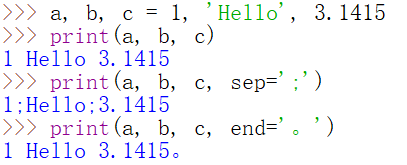 >>> a, b, c = 1, 'Hello', 3.1415
>>> print(a, b, c)
1 Hello 3.1415
>>> print(a, b, c, sep=';')
1;Hello;3.1415
>>> print(a, b, c, end='。')
1 Hello 3.1415。